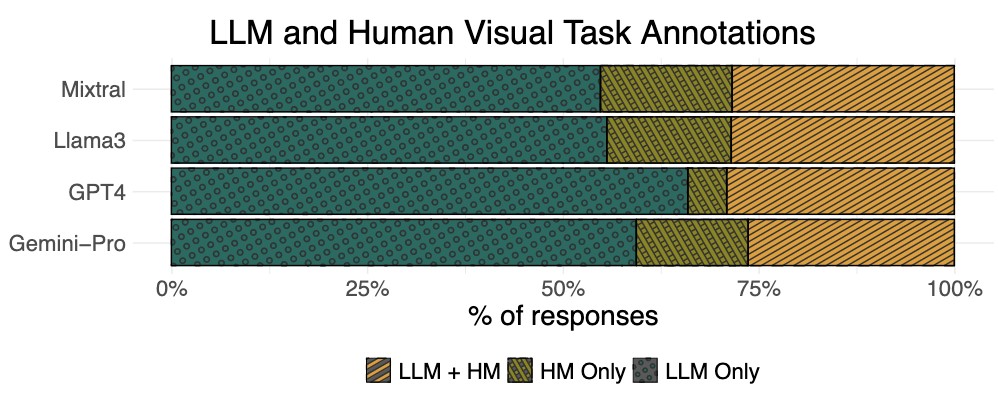 LLM and Human Visual Task Annotations
Mixtral
Llama3
GPT4
Gemini−Pro
0% 25% 50% 75% 100%
% of responses
LLM + HM HM Only LLM Only